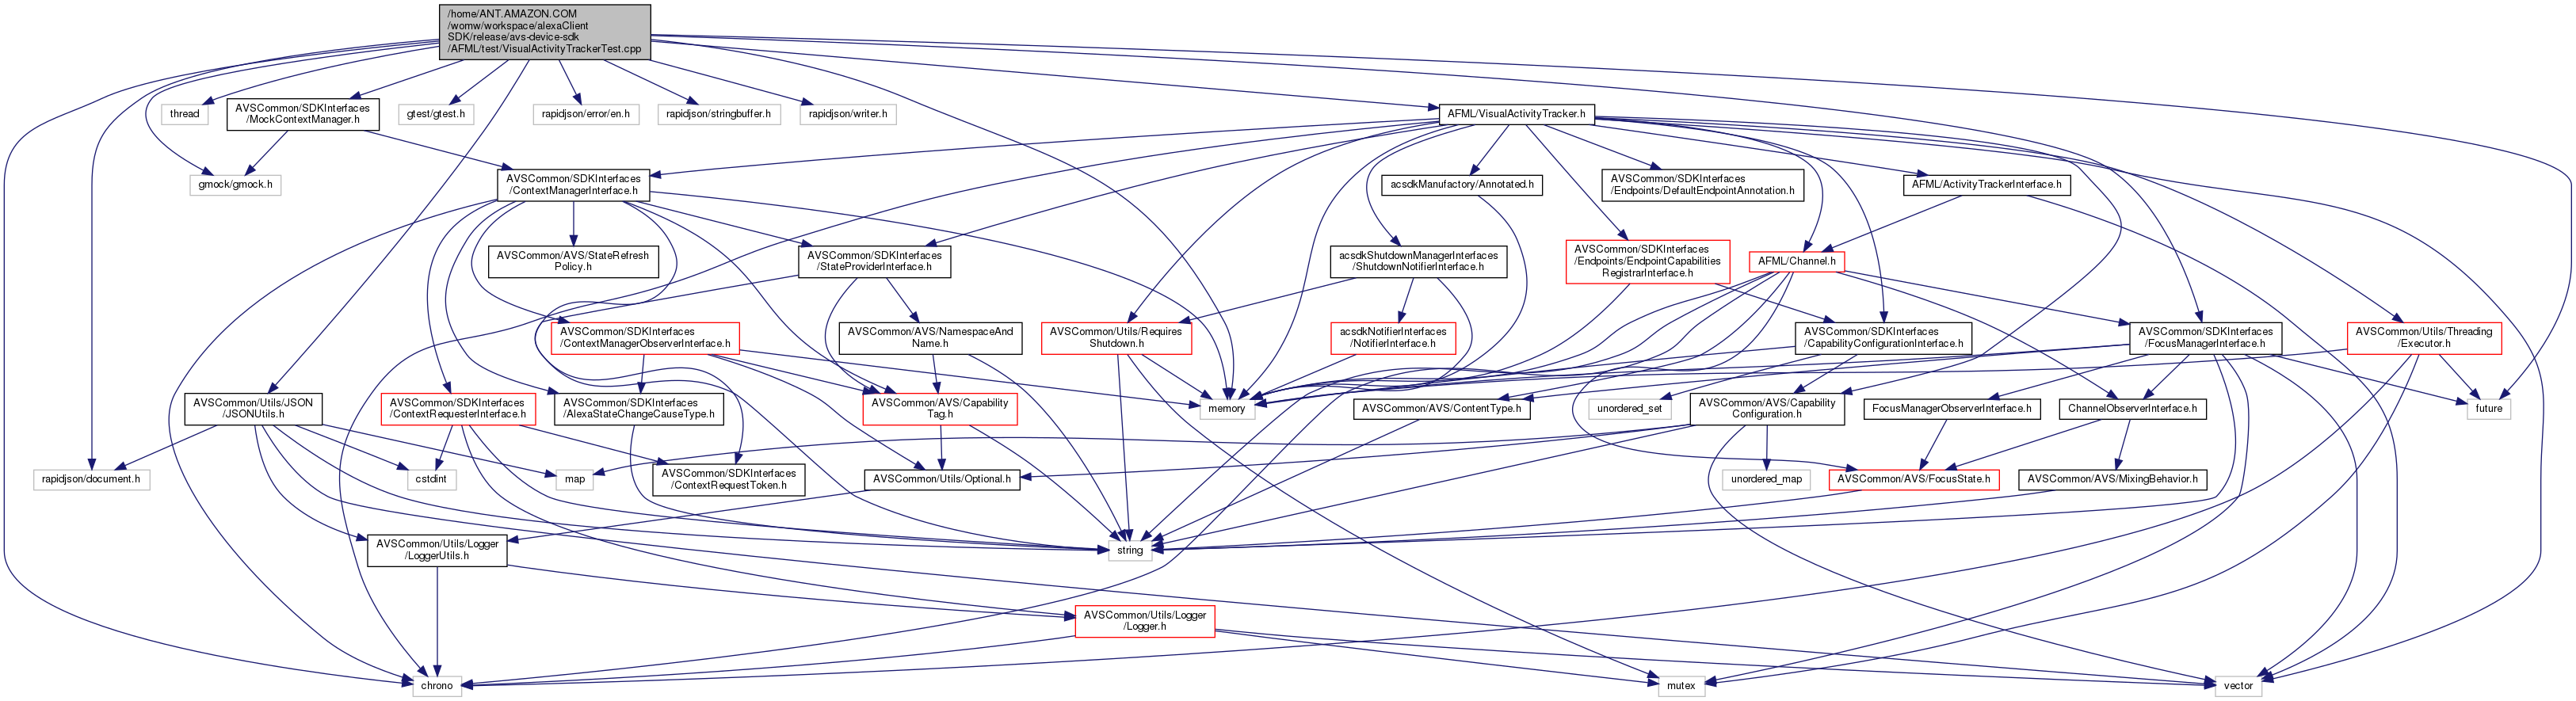 /home/ANT.AMAZON.COM
/womw/workspace/alexaClient
SDK/release/avs-device-sdk
/AFML/test/VisualActivityTrackerTest.cpp
thread
AVSCommon/SDKInterfaces
/MockContextManager.h
gtest/gtest.h
rapidjson/error/en.h
rapidjson/stringbuffer.h
rapidjson/writer.h
AFML/VisualActivityTracker.h
gmock/gmock.h
AVSCommon/SDKInterfaces
/ContextManagerInterface.h
acsdkManufactory/Annotated.h
AVSCommon/SDKInterfaces
/Endpoints/DefaultEndpointAnnotation.h
AFML/ActivityTrackerInterface.h
AVSCommon/AVS/StateRefresh
Policy.h
AVSCommon/SDKInterfaces
/StateProviderInterface.h
acsdkShutdownManagerInterfaces
/ShutdownNotifierInterface.h
AVSCommon/SDKInterfaces
/Endpoints/EndpointCapabilities
RegistrarInterface.h
AFML/Channel.h
AVSCommon/SDKInterfaces
/ContextManagerObserverInterface.h
AVSCommon/AVS/NamespaceAnd
Name.h
AVSCommon/Utils/Requires
Shutdown.h
acsdkNotifierInterfaces
/NotifierInterface.h
AVSCommon/SDKInterfaces
/CapabilityConfigurationInterface.h
AVSCommon/SDKInterfaces
/FocusManagerInterface.h
AVSCommon/Utils/Threading
/Executor.h
AVSCommon/Utils/JSON
/JSONUtils.h
AVSCommon/SDKInterfaces
/ContextRequesterInterface.h
AVSCommon/SDKInterfaces
/AlexaStateChangeCauseType.h
AVSCommon/AVS/Capability
Tag.h
memory
AVSCommon/AVS/ContentType.h
unordered_set
AVSCommon/AVS/Capability
Configuration.h
FocusManagerObserverInterface.h
ChannelObserverInterface.h
future
rapidjson/document.h
cstdint
map
AVSCommon/SDKInterfaces
/ContextRequestToken.h
AVSCommon/Utils/Optional.h
unordered_map
AVSCommon/AVS/FocusState.h
AVSCommon/AVS/MixingBehavior.h
AVSCommon/Utils/Logger
/LoggerUtils.h
string
AVSCommon/Utils/Logger
/Logger.h
chrono
mutex
vector